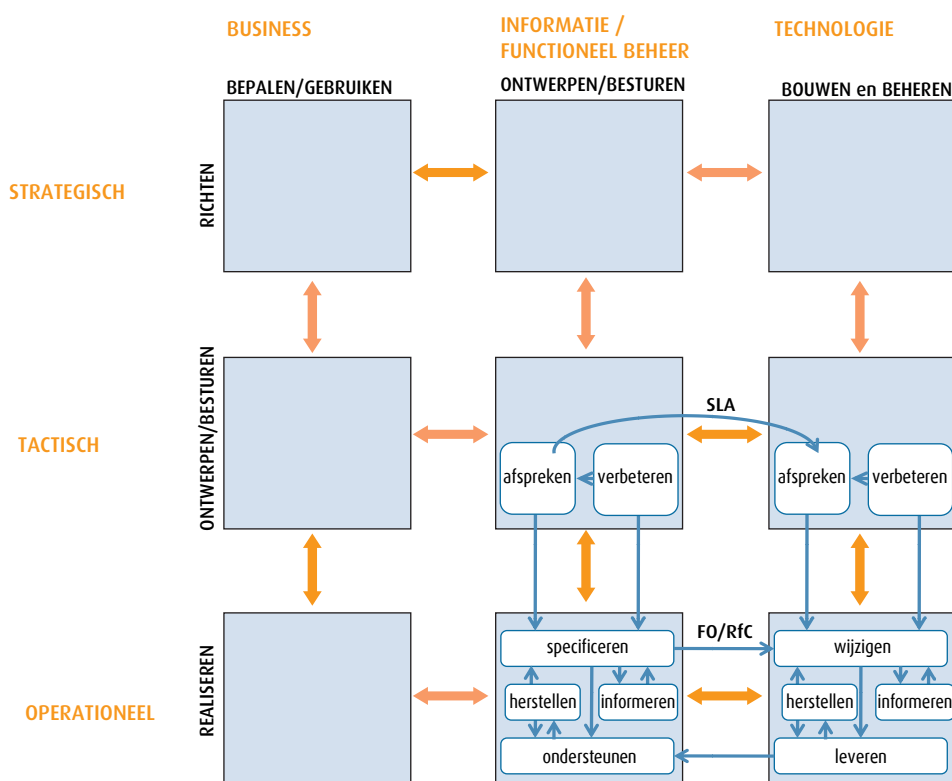 BUSINESS
INFORMATIE /
FUNCTIONEEL BEHEER
TECHNOLOGIE
BEPALEN/GEBRUIKEN
ONTWERPEN/BESTUREN
BOUWEN en BEHEREN
STRATEGISCH
RICHTEN
TACTISCH
ONTWERPEN/BESTUREN
SLA
afspreken
verbeteren
afspreken
verbeteren
OPERATIONEEL
REALISEREN
specificeren
FO/RfC
wijzigen
herstellen
informeren
herstellen
informeren
ondersteunen
leveren